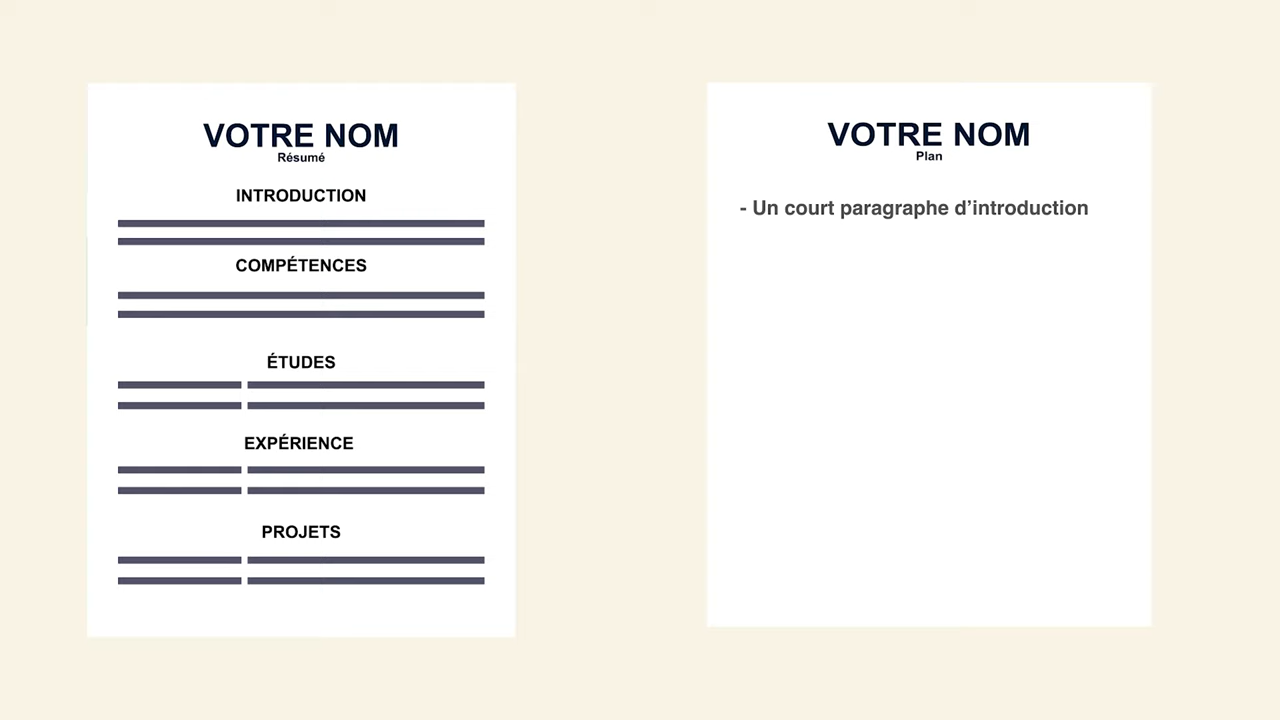 VOTRE NOM
Résumé
INTRODUCTION
COMPÉTENCES
ÉTUDES
EXPÉRIENCE
PROJETS
VOTRE NOM
Plan
- Un court paragraphe d’introduction